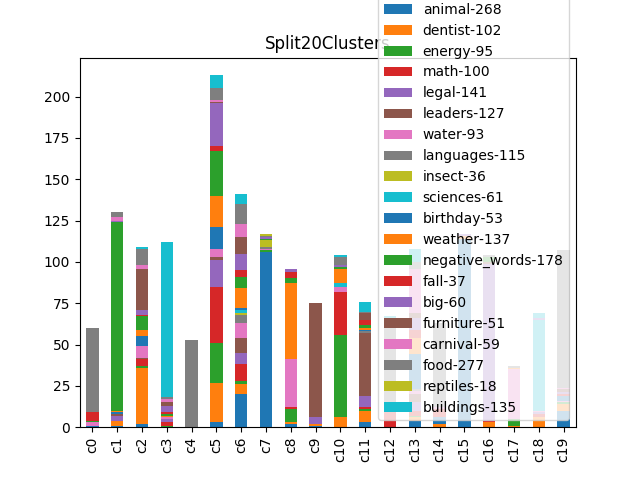 Split20Clusters
animal-268
dentist-102
energy-95
math-100
legal-141
leaders-127
water-93
languages-115
insect-36
sciences-61
birthday-53
weather-137
negative_words-178
fall-37
big-60
furniture-51
carnival-59
food-277
reptiles-18
buildings-135
200
175
150
125
100
75
50
25
0
c0 c1 c2 c3 c4 c5 c6 c7 c8 c9 c10 c11 c12 c13 c14 c15 c16 c17 c18 c19